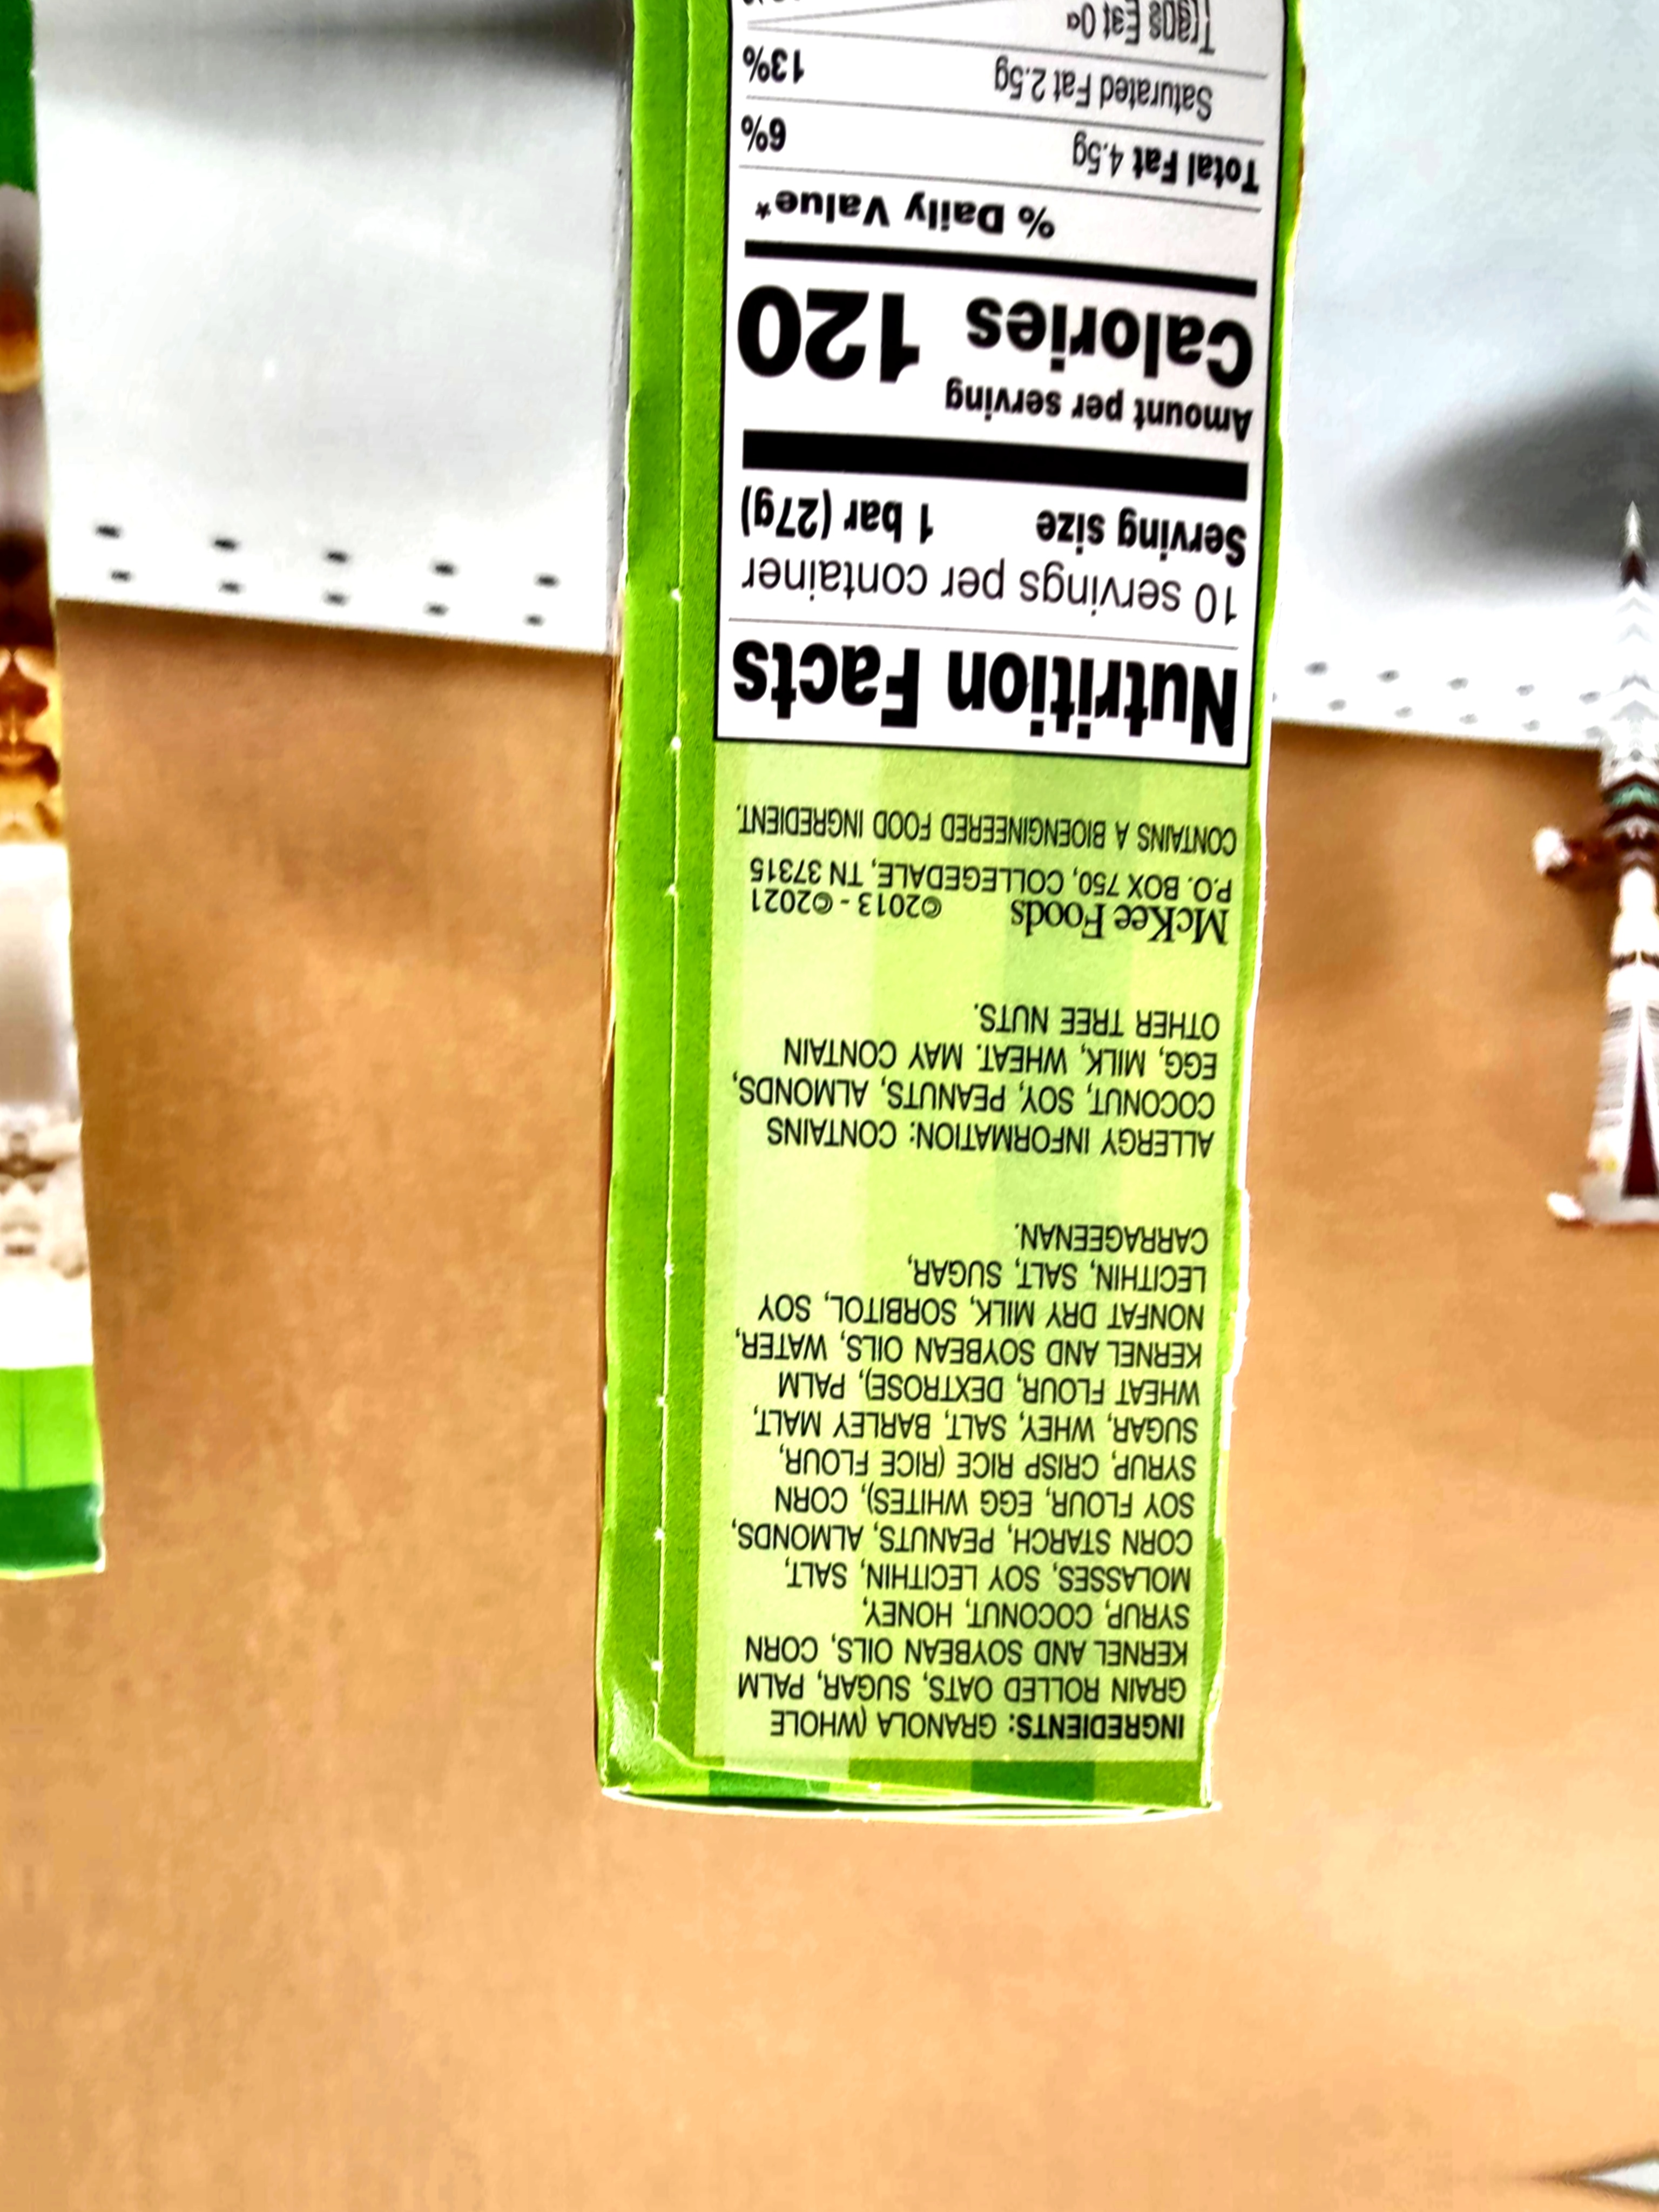 INGREDIENTS: GRANOLA (WHOLE
GRAIN ROLLED OATS, SUGAR, PALM
KERNEL AND SOYBEAN OILS, CORN
SYRUP, COCONUT, HONEY,
MOLASSES, SOY LECITHIN, SALT,
CORN STARCH, PEANUTS, ALMONDS,
SOY FLOUR, EGG WHITES), CORN
SYRUP, CRISP RICE (RICE FLOUR,
SUGAR, WHEY, SALT, BARLEY MALT,
WHEAT FLOUR, DEXTROSE), PALM
KERNEL AND SOYBEAN OILS, WATER,
NONFAT DRY MILK, SORBITOL, SOY
LECITHIN, SALT, SUGAR,
CARRAGEENAN.
ALLERGY INFORMATION: CONTAINS
COCONUT, SOY, PEANUTS, ALMONDS,
EGG, MILK, WHEAT. MAY CONTAIN
OTHER TREE NUTS.
McKee Foods ©2013 - ©2021
P.O. BOX 750, COLLEGEDALE, TN 37315
CONTAINS A BIOENGINEERED FOOD INGREDIENT.
Nutrition Facts
10 servings per container
Serving size 1 bar (27g)
Amount per serving
Calories 120
% Daily Value*
Total Fat 4.5g 6%
Saturated Fat 2.5g 13%
Trans Fat 0g